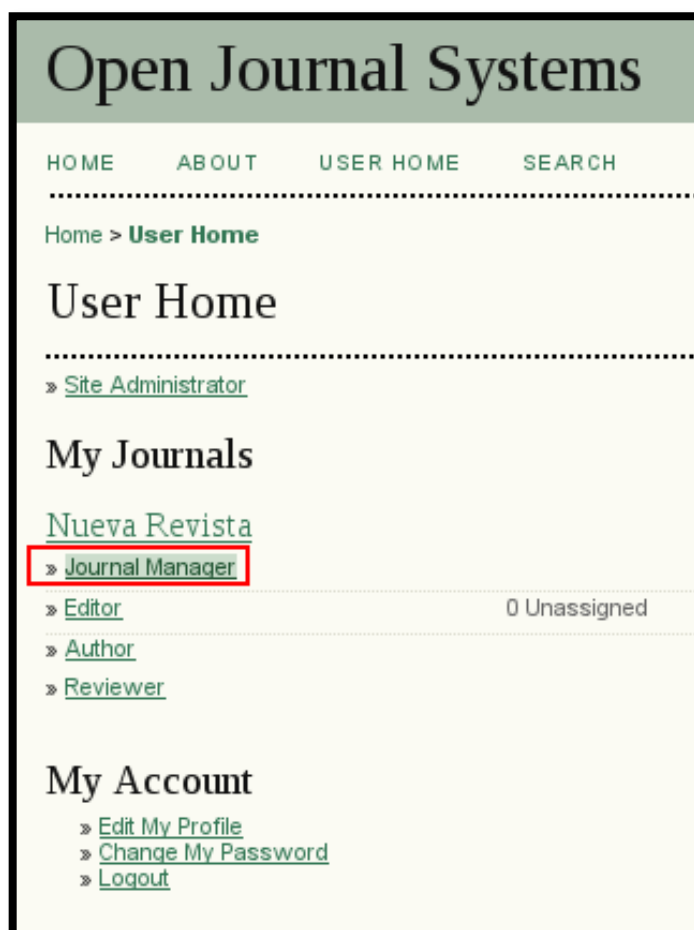 Open Journal Systems
HOME ABOUT USER HOME SEARCH
Home > User Home
User Home
» Site Administrator
My Journals
Nueva Revista
» Journal Manager
» Editor 0 Unassigned
» Author
» Reviewer
My Account
» Edit My Profile
» Change My Password
» Logout